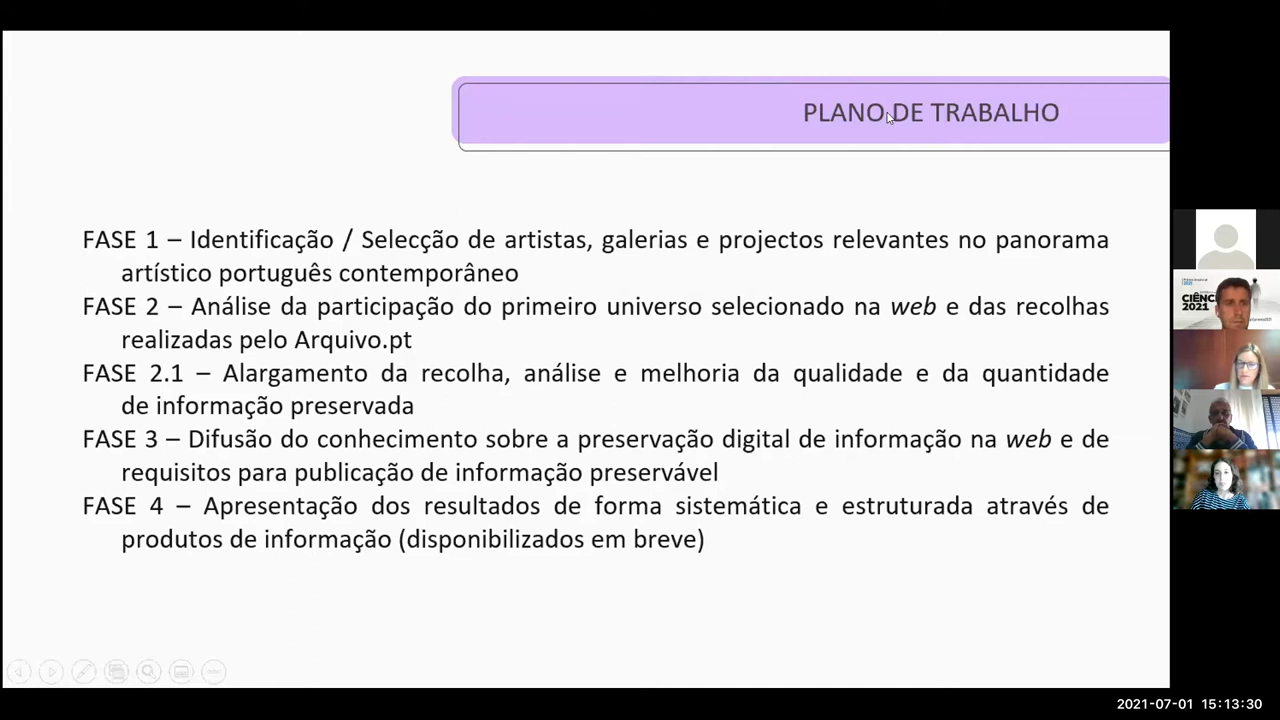 PLANO DE TRABALHO
FASE 1 – Identificação / Selecção de artistas, galerias e projectos relevantes no panorama
artístico português contemporâneo
FASE 2 – Análise da participação do primeiro universo selecionado na web e das recolhas
realizadas pelo Arquivo.pt
FASE 2.1 – Alargamento da recolha, análise e melhoria da qualidade e da quantidade
de informação preservada
FASE 3 – Difusão do conhecimento sobre a preservação digital de informação na web e de
requisitos para publicação de informação preservável
FASE 4 – Apresentação dos resultados de forma sistemática e estruturada através de
produtos de informação (disponibilizados em breve)
2021
CIÊNC
2021
2021-07-01 15:13:30